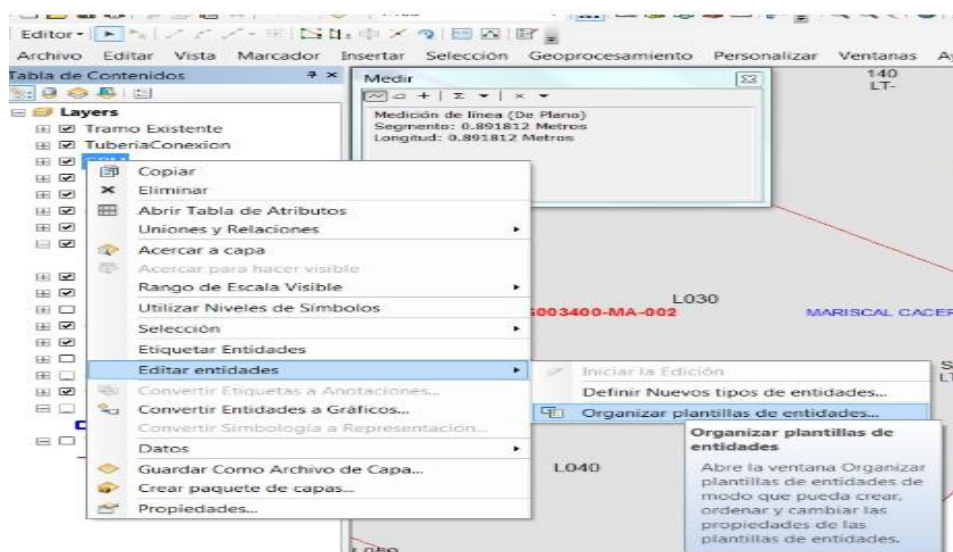 Editor
Archivo Editar Vista Marcador Insertar Selección Geoprocesamiento Personalizar Ventanas
Tabla de Contenidos
Layers
Tramo Existente
TuberiaConexion
Medir
Medición de línea (De Plano)
Segmento: 0.891812 Metros
Longitud: 0.891812 Metros
140
LT-
Copiar
Eliminar
Abrir Tabla de Atributos
Uniones y Relaciones
Acercar a capa
Acercar para hacer visible
Rango de Escala Visible
Utilizar Niveles de Símbolos
Selección
Etiquetar Entidades
Editar entidades
Convertir Etiquetas a Anotaciones...
Convertir Entidades a Gráficos...
Convertir Simbología a Representación...
Datos
Guardar Como Archivo de Capa...
Crear paquete de capas...
Propiedades...
L030
003400-MA-002
MARISCAL CACER
Iniciar la Edición
Definir Nuevos tipos de entidades...
Organizar plantillas de entidades...
Organizar plantillas de
entidades
Abre la ventana Organizar
plantillas de entidades de
modo que pueda crear,
ordenar y cambiar las
propiedades de las
plantillas de entidades.
L040